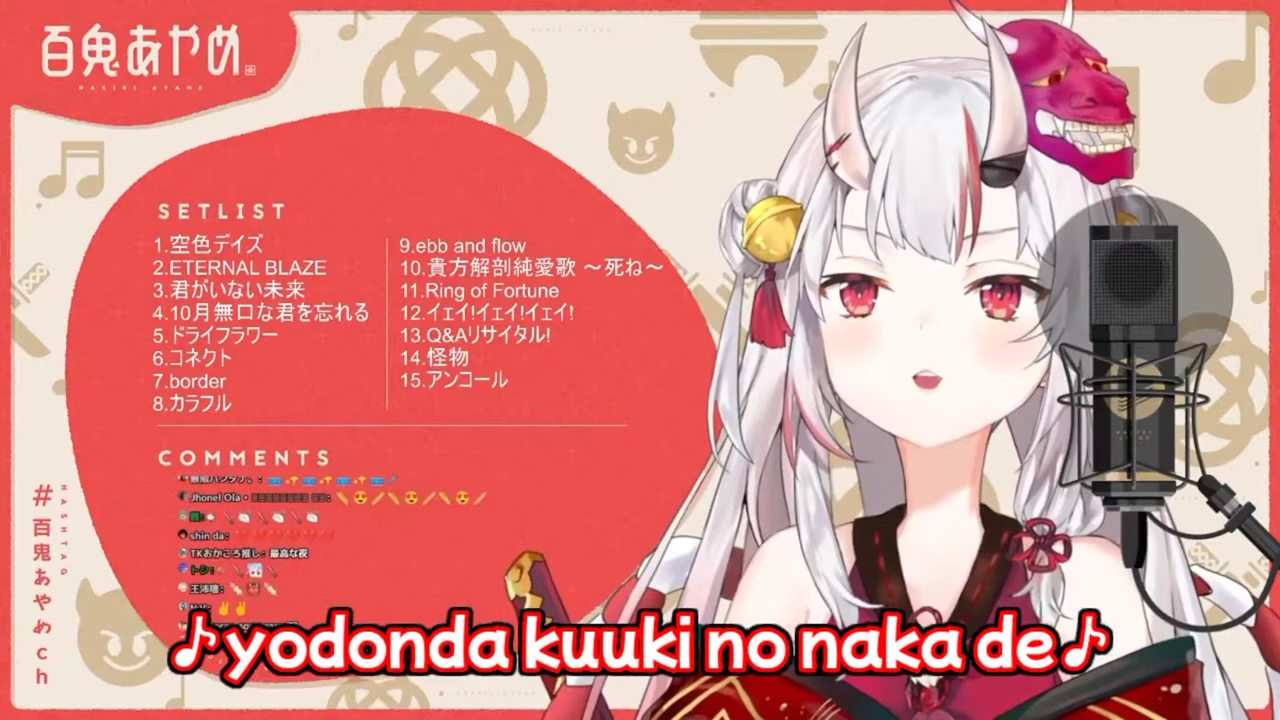 百鬼あやめ
NAKIRI AYAME
SETLIST
1.空色デイズ
2.ETERNAL BLAZE
3.君がいない未来
4.10月無口な君を忘れる
5.ドライフラワー
6.コネクト
7.border
8.カラフル
9.ebb and flow
10.貴方解剖純愛歌 ～死ね～
11.Ring of Fortune
12.イェイ!イェイ!イェイ!
13.Q&Aリサイタル!
14.怪物
15.アンコール
COMMENTS
Jhonel Ola
shin da:
TKおかころ推し: 最高な夜
トシ:
HASHTAG
#百鬼あやめch
♪yodonda kuuki no naka de♪